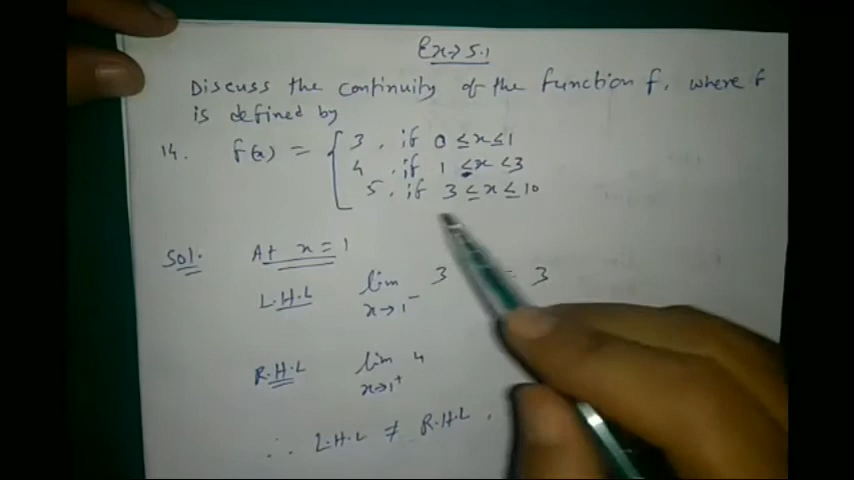 Ex→5.1
Discuss the continuity of the function f, where f
is defined by
14. f(x) = { 3, if 0 ≤ x ≤ 1
4, if 1 ≤ x < 3
5, if 3 ≤ x ≤ 10
Sol. At x = 1
L.H.L lim x→1⁻ 3 = 3
R.H.L lim x→1⁺ 4
∴ L.H.L ≠ R.H.L.